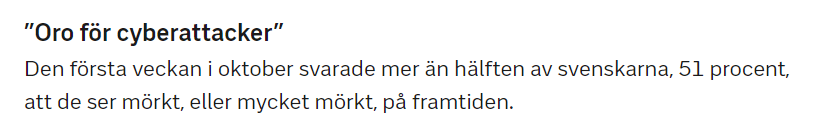 ”Oro för cyberattacker”
Den första veckan i oktober svarade mer än hälften av svenskarna, 51 procent,
att de ser mörkt, eller mycket mörkt, på framtiden.